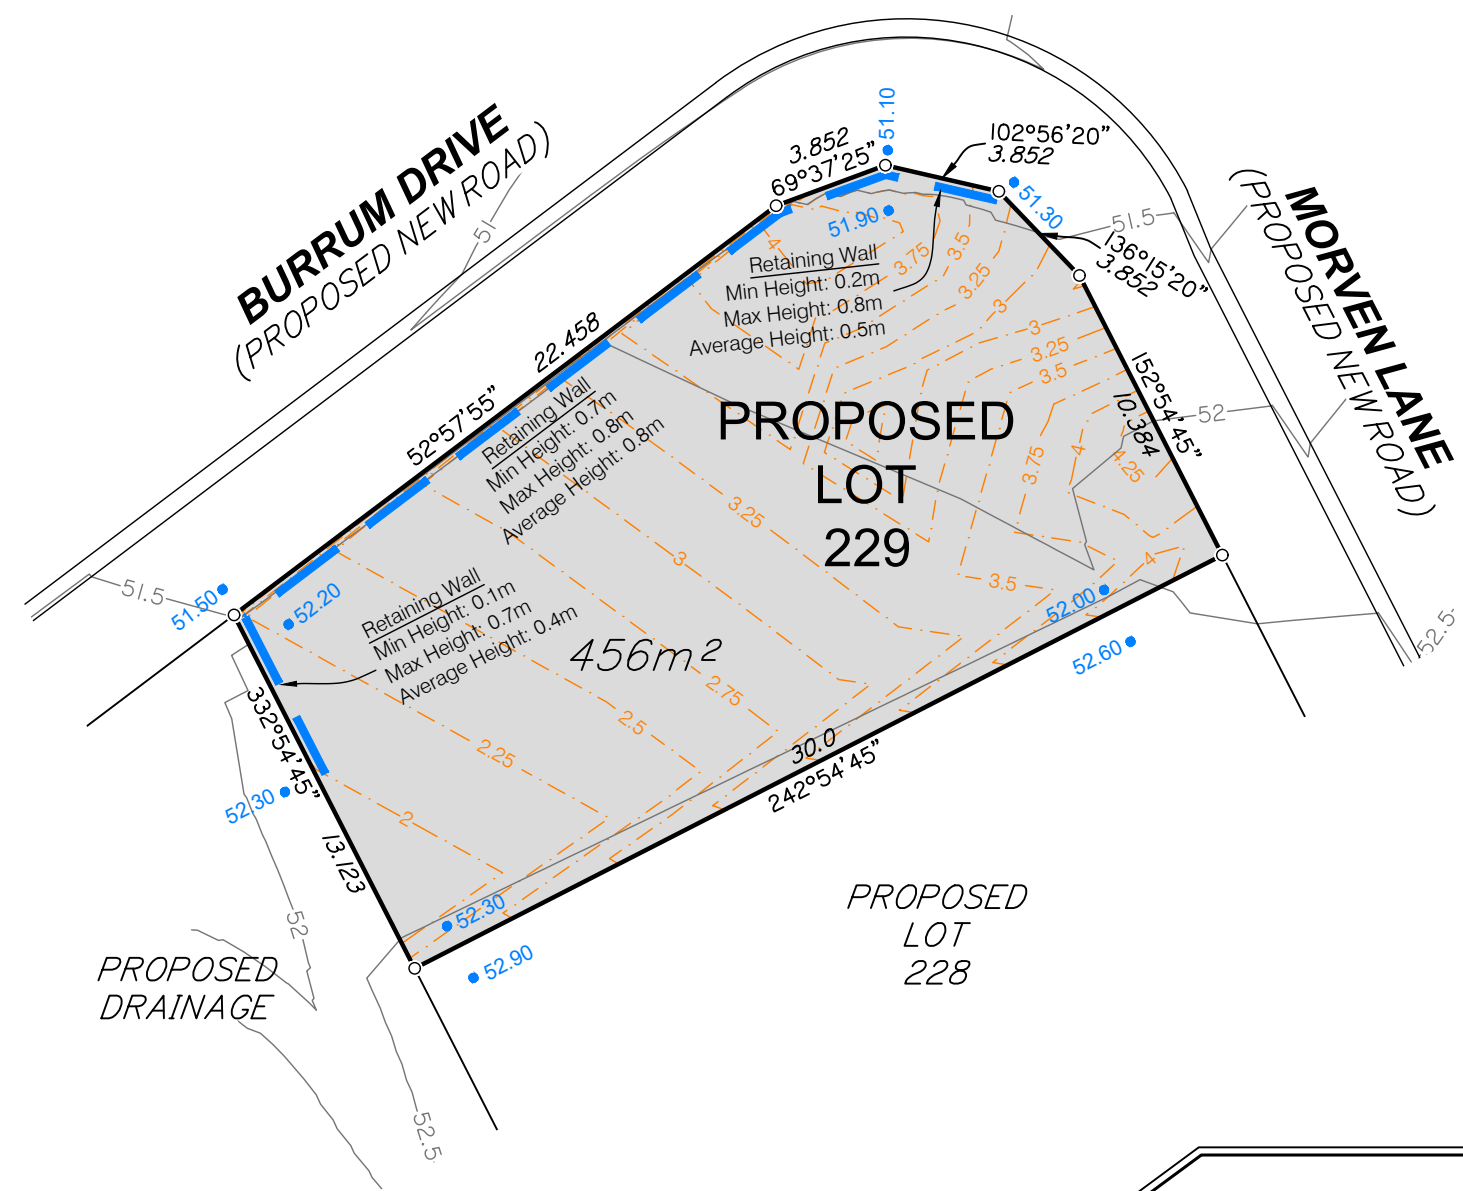 BURRUM DRIVE
(PROPOSED NEW ROAD)
MORVEN LANE
(PROPOSED NEW ROAD)
51
51.5
52
52.5
51.10
3.852
69°37'25"
102°56'20"
3.852
51.30
136°15'20"
3.852
51.90
Retaining Wall
Min Height: 0.2m
Max Height: 0.8m
Average Height: 0.5m
4
3.75
3.5
3.25
3
3
3.25
3.5
22.458
52°57'55"
Retaining Wall
Min Height: 0.7m
Max Height: 0.8m
Average Height: 0.8m
PROPOSED
LOT
229
152°54'45"
10.384
3.75
4
4.25
3.25
3
3.5
4
51.5
51.50
52.20
Retaining Wall
Min Height: 0.1m
Max Height: 0.7m
Average Height: 0.4m
456m²
52.00
52.60
2.75
2.5
2.25
2
332°54'45"
13.123
52.30
30.0
242°54'45"
52.30
52.90
52
52.5
PROPOSED
DRAINAGE
PROPOSED
LOT
228